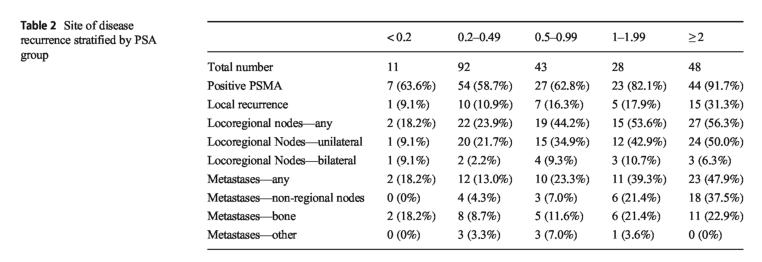 Table 2 Site of disease
recurrence stratified by PSA
group
<0.2 0.2–0.49 0.5–0.99 1–1.99 ≥2
Total number 11 92 43 28 48
Positive PSMA 7 (63.6%) 54 (58.7%) 27 (62.8%) 23 (82.1%) 44 (91.7%)
Local recurrence 1 (9.1%) 10 (10.9%) 7 (16.3%) 5 (17.9%) 15 (31.3%)
Locoregional nodes—any 2 (18.2%) 22 (23.9%) 19 (44.2%) 15 (53.6%) 27 (56.3%)
Locoregional Nodes—unilateral 1 (9.1%) 20 (21.7%) 15 (34.9%) 12 (42.9%) 24 (50.0%)
Locoregional Nodes—bilateral 1 (9.1%) 2 (2.2%) 4 (9.3%) 3 (10.7%) 3 (6.3%)
Metastases—any 2 (18.2%) 12 (13.0%) 10 (23.3%) 11 (39.3%) 23 (47.9%)
Metastases—non-regional nodes 0 (0%) 4 (4.3%) 3 (7.0%) 6 (21.4%) 18 (37.5%)
Metastases—bone 2 (18.2%) 8 (8.7%) 5 (11.6%) 6 (21.4%) 11 (22.9%)
Metastases—other 0 (0%) 3 (3.3%) 3 (7.0%) 1 (3.6%) 0 (0%)